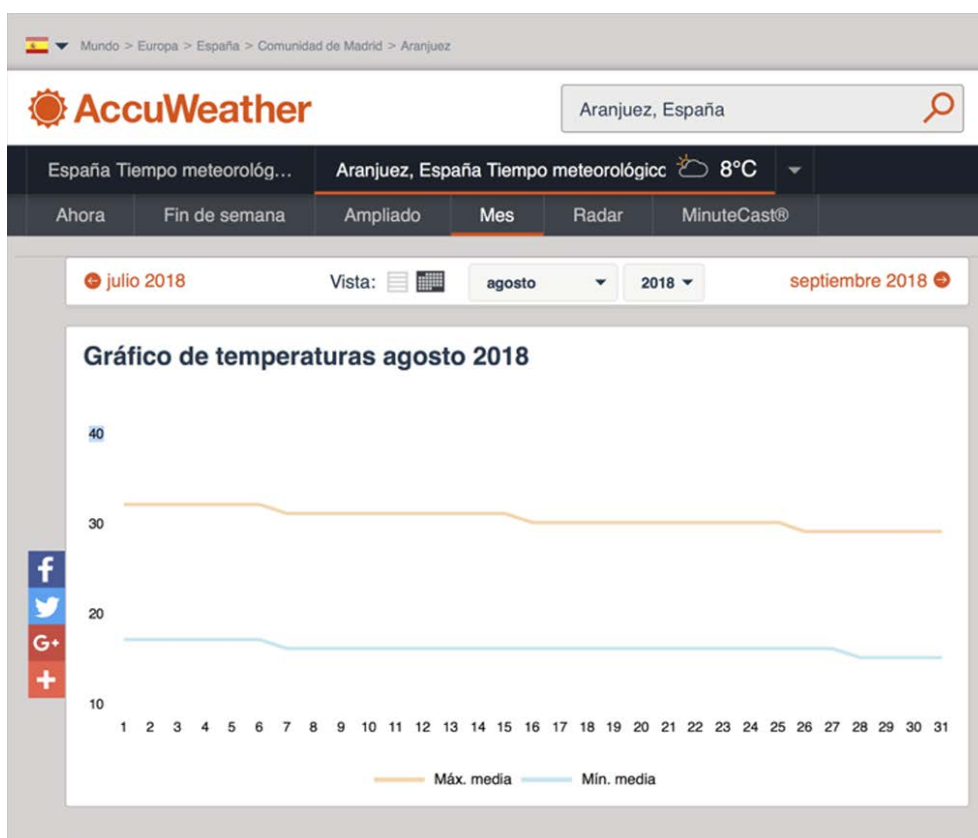 Mundo > Europa > España > Comunidad de Madrid > Aranjuez
AccuWeather
Aranjuez, España
España Tiempo meteorológ...
Aranjuez, España Tiempo meteorológicc 8°C
Ahora Fin de semana Ampliado Mes Radar MinuteCast®
julio 2018 Vista: agosto 2018 septiembre 2018
Gráfico de temperaturas agosto 2018
40
30
20
10
1 2 3 4 5 6 7 8 9 10 11 12 13 14 15 16 17 18 19 20 21 22 23 24 25 26 27 28 29 30 31
Máx. media Mín. media
f
G+
+